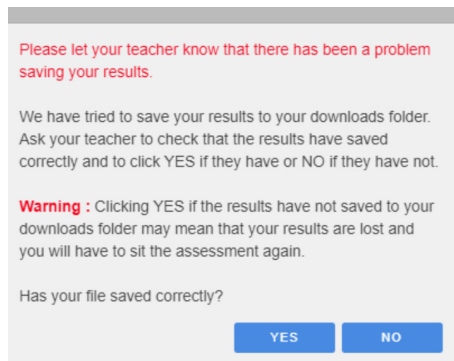 Please let your teacher know that there has been a problem
saving your results.
We have tried to save your results to your downloads folder.
Ask your teacher to check that the results have saved
correctly and to click YES if they have or NO if they have not.
Warning : Clicking YES if the results have not saved to your
downloads folder may mean that your results are lost and
you will have to sit the assessment again.
Has your file saved correctly?
YES NO